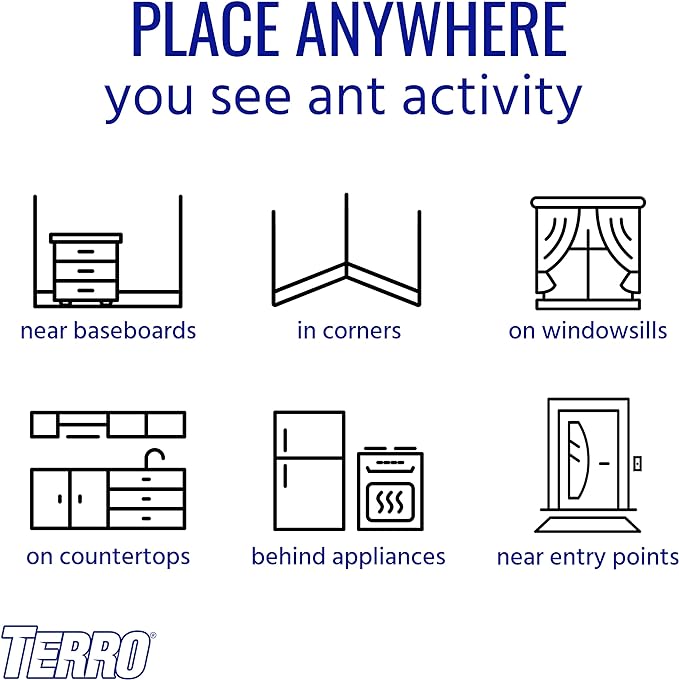 PLACE ANYWHERE
you see ant activity
near baseboards
in corners
on windowsills
on countertops
behind appliances
near entry points
TERRO®